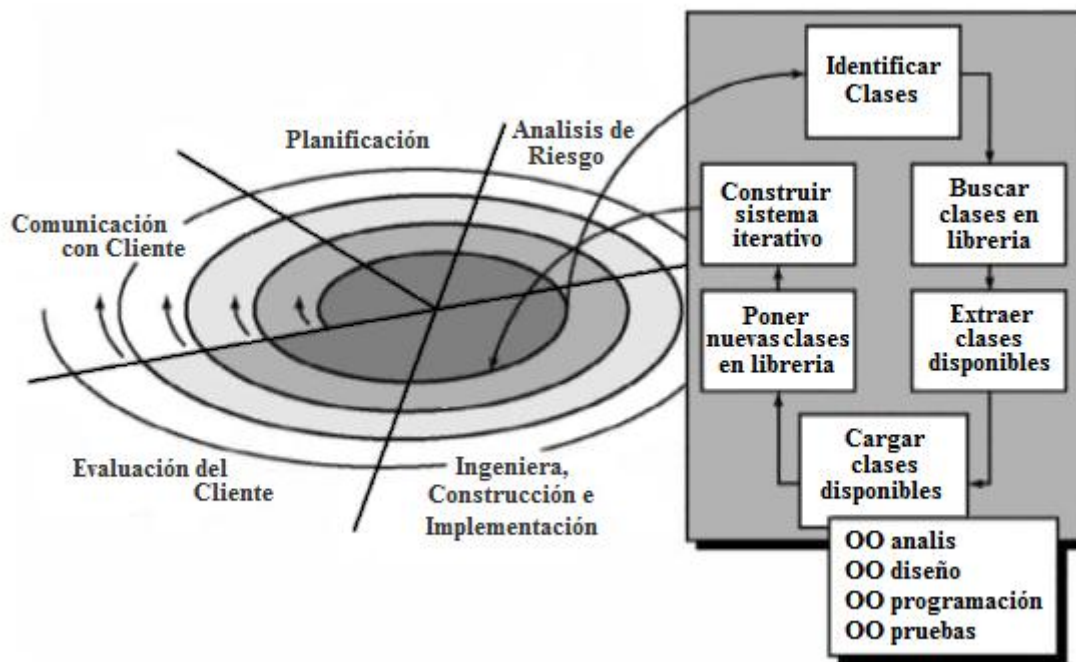 Planificación
Analisis de
Riesgo
Comunicación
con Cliente
Evaluación del
Cliente
Ingeniera,
Construcción e
Implementación
Identificar
Clases
Buscar
clases en
libreria
Extraer
clases
disponibles
Cargar
clases
disponibles
Poner
nuevas clases
en libreria
Construir
sistema
iterativo
OO analis
OO diseño
OO programación
OO pruebas